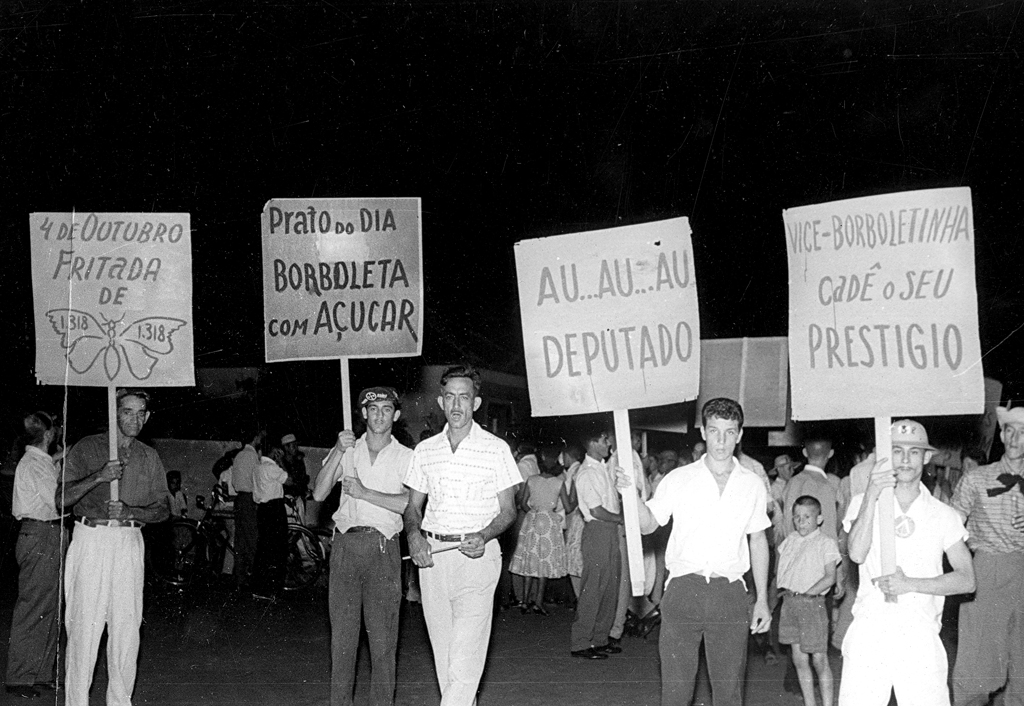 4 DE OUTUBRO
FRITADA
DE
1.318 1.318
PRATO DO DIA
BORBOLETA
COM AÇUCAR
AU...AU...AU
DEPUTADO
VICE-BORBOLETINHA
CADÊ O SEU
PRESTIGIO